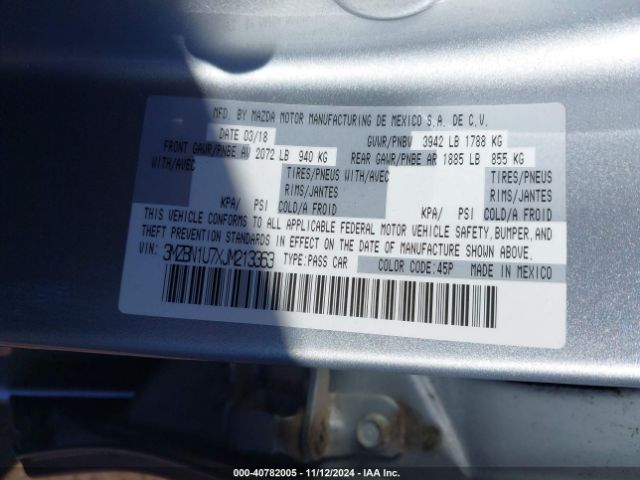 MFD. BY MAZDA MOTOR MANUFACTURING DE MEXICO S.A. DE C.V.
DATE 03/18 GVWR/PNBV 3942 LB 1788 KG
FRONT GAWR/PNBE AV 2072 LB 940 KG REAR GAWR/PNBE AR 1885 LB 855 KG
WITH/AVEC TIRES/PNEUS WITH/AVEC TIRES/PNEUS
RIMS/JANTES RIMS/JANTES
KPA/ PSI COLD/A FROID KPA/ PSI COLD/A FROID
THIS VEHICLE CONFORMS TO ALL APPLICABLE FEDERAL MOTOR VEHICLE SAFETY, BUMPER, AND
THEFT PREVENTION STANDARDS IN EFFECT ON THE DATE OF MANUFACTURE SHOWN ABOVE.
VIN: 3MZBN1U7XJM213363 TYPE: PASS CAR COLOR CODE: 45P MADE IN MEXICO
000-40782005 - 11/12/2024 - IAA Inc.